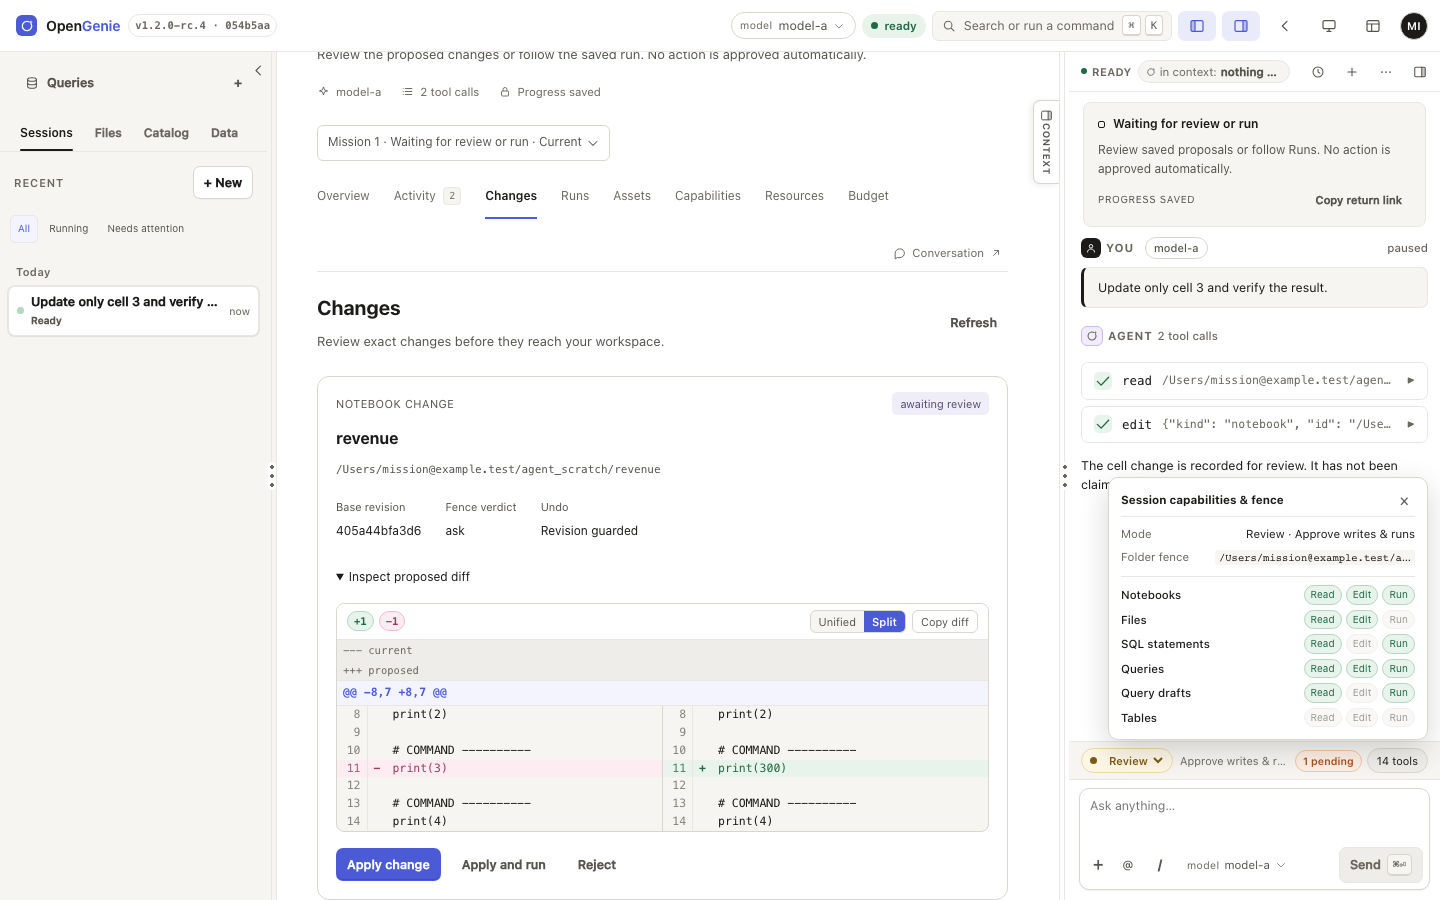 OpenGenie
v1.2.0-rc.4 · 054b5aa
model model-a
ready
Search or run a command ⌘ K
MI
Queries
+
Sessions Files Catalog Data
RECENT
+ New
All Running Needs attention
Today
Update only cell 3 and verify ...
Ready
now
Review the proposed changes or follow the saved run. No action is approved automatically.
model-a 2 tool calls Progress saved
Mission 1 · Waiting for review or run · Current
Overview Activity 2 Changes Runs Assets Capabilities Resources Budget
Conversation
Changes
Review exact changes before they reach your workspace.
Refresh
NOTEBOOK CHANGE
awaiting review
revenue
/Users/mission@example.test/agent_scratch/revenue
Base revision Fence verdict Undo
405a44bfa3d6 ask Revision guarded
▼ Inspect proposed diff
+1 −1
Unified Split Copy diff
--- current
+++ proposed
@@ -8,7 +8,7 @@
8 print(2) 8 print(2)
9 9
10 # COMMAND ---------- 10 # COMMAND ----------
11 − print(3) 11 + print(300)
12 12
13 # COMMAND ---------- 13 # COMMAND ----------
14 print(4) 14 print(4)
Apply change Apply and run Reject
CONTEXT
READY
in context: nothing ...
+ ...
Waiting for review or run
Review saved proposals or follow Runs. No action is
approved automatically.
PROGRESS SAVED Copy return link
YOU model-a paused
Update only cell 3 and verify the result.
AGENT 2 tool calls
read /Users/mission@example.test/agen...
edit {"kind": "notebook", "id": "/Use...
The cell change is recorded for review. It has not been
claim
Session capabilities & fence
Mode Review · Approve writes & runs
Folder fence /Users/mission@example.test/a...
Notebooks Read Edit Run
Files Read Edit Run
SQL statements Read Edit Run
Queries Read Edit Run
Query drafts Read Edit Run
Tables Read Edit Run
Review Approve writes & r... 1 pending 14 tools
Ask anything...
+ @ / model model-a
Send ⌘⏎